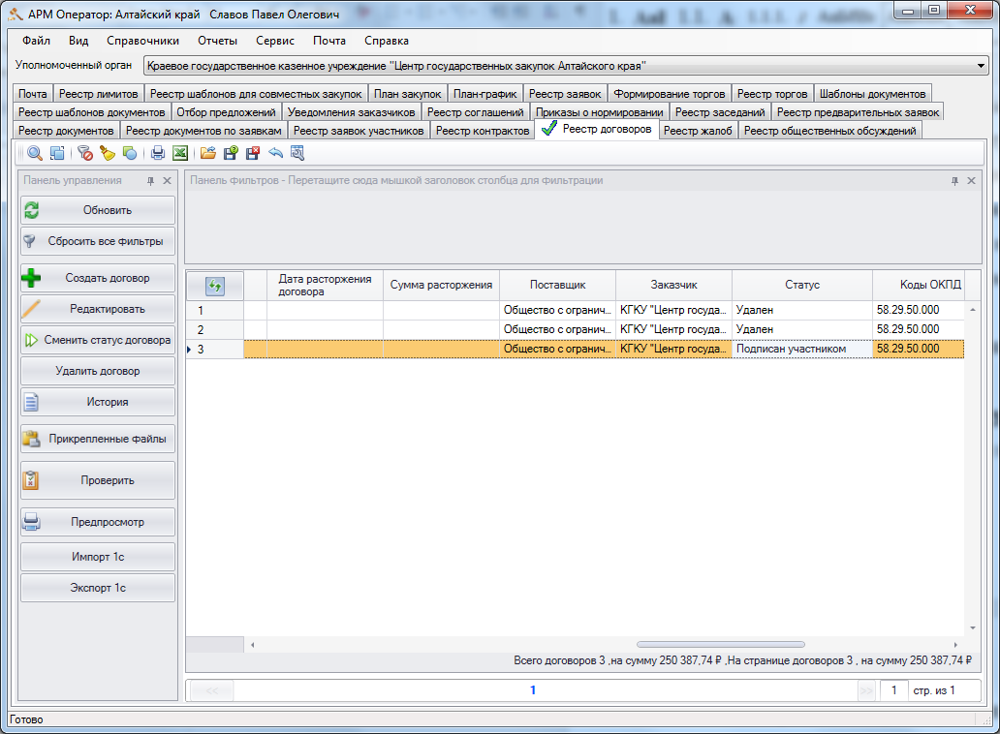 АРМ Оператор: Алтайский край   Славов Павел Олегович
Файл Вид Справочники Отчеты Сервис Почта Справка
Уполномоченный орган Краевое государственное казенное учреждение "Центр государственных закупок Алтайского края"
Почта Реестр лимитов Реестр шаблонов для совместных закупок План закупок План-график Реестр заявок Формирование торгов Реестр торгов Шаблоны документов
Реестр шаблонов документов Отбор предложений Уведомления заказчиков Реестр соглашений Приказы о нормировании Реестр заседаний Реестр предварительных заявок
Реестр документов Реестр документов по заявкам Реестр заявок участников Реестр контрактов Реестр договоров Реестр жалоб Реестр общественных обсуждений
Панель управления
Обновить
Сбросить все фильтры
Создать договор
Редактировать
Сменить статус договора
Удалить договор
История
Прикрепленные файлы
Проверить
Предпросмотр
Импорт 1с
Экспорт 1с
Панель Фильтров - Перетащите сюда мышкой заголовок столбца для фильтрации
Дата расторжения договора Сумма расторжения Поставщик Заказчик Статус Коды ОКПД
1 Общество с огранич... КГКУ "Центр госуда... Удален 58.29.50.000
2 Общество с огранич... КГКУ "Центр госуда... Удален 58.29.50.000
3 Общество с огранич... КГКУ "Центр госуда... Подписан участником 58.29.50.000
Всего договоров 3 ,на сумму 250 387,74 ₽ ,На странице договоров 3 , на сумму 250 387,74 ₽
<< 1 >> 1 стр. из 1
Готово